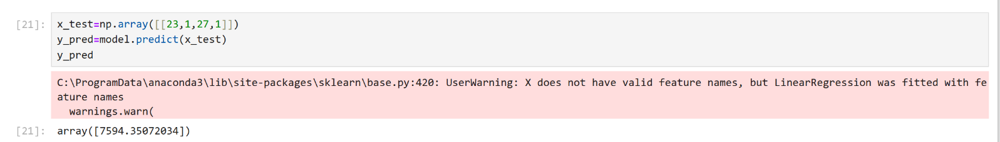 [21]: x_test=np.array([[23,1,27,1]])
y_pred=model.predict(x_test)
y_pred
C:\ProgramData\anaconda3\lib\site-packages\sklearn\base.py:420: UserWarning: X does not have valid feature names, but LinearRegression was fitted with fe
ature names
  warnings.warn(
[21]: array([7594.35072034])